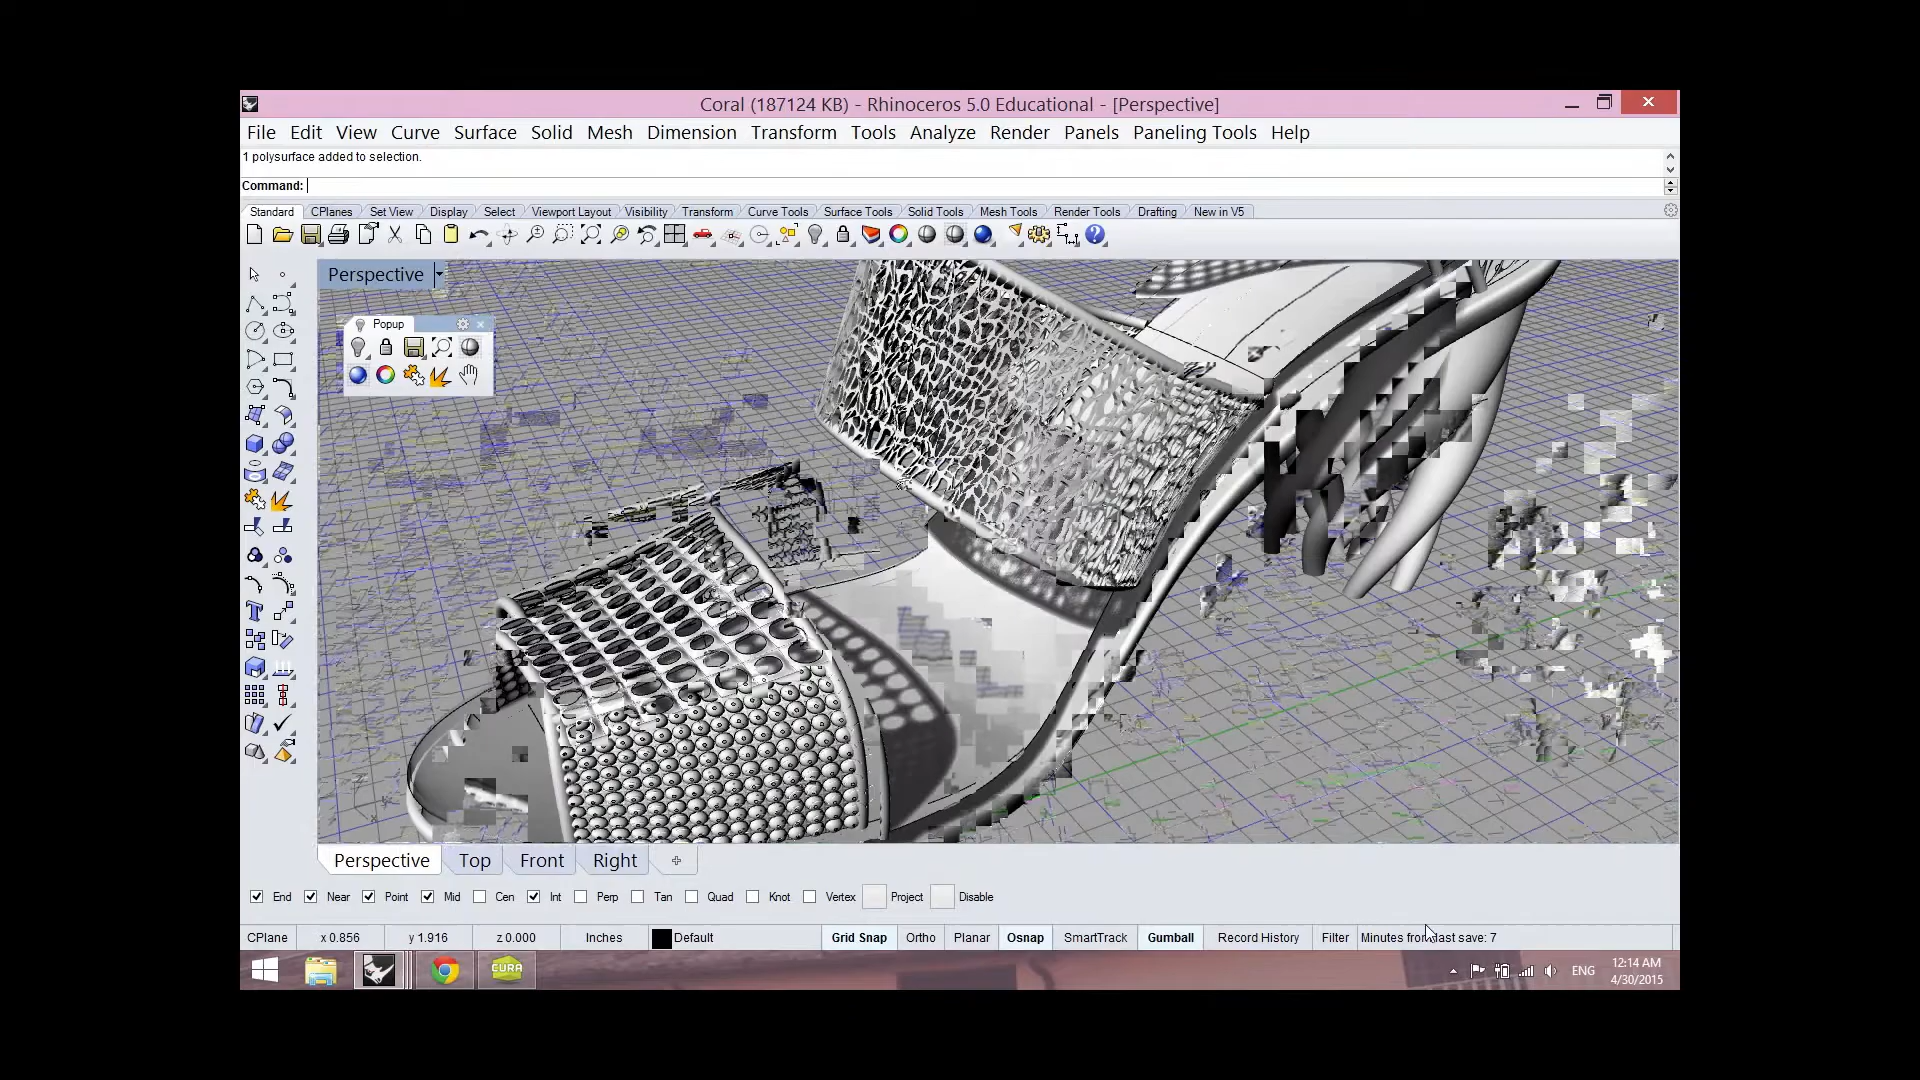 Coral (187124 KB) - Rhinoceros 5.0 Educational - [Perspective]
File Edit View Curve Surface Solid Mesh Dimension Transform Tools Analyze Render Panels Paneling Tools Help
1 polysurface added to selection.
Command:
Standard CPlanes Set View Display Select Viewport Layout Visibility Transform Curve Tools Surface Tools Solid Tools Mesh Tools Render Tools Drafting New in V5
Perspective
Popup
Perspective Top Front Right
End Near Point Mid Cen Int Perp Tan Quad Knot Vertex Project Disable
CPlane x 0.856 y 1.916 z 0.000 Inches Default Grid Snap Ortho Planar Osnap SmartTrack Gumball Record History Filter Minutes from last save: 7
CURA
ENG
12:14 AM
4/30/2015